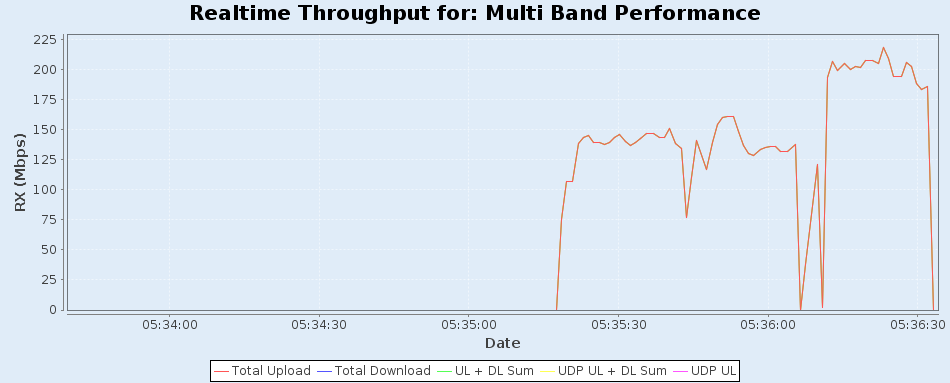 Realtime Throughput for: Multi Band Performance
RX (Mbps)
225
200
175
150
125
100
75
50
25
0
05:34:00 05:34:30 05:35:00 05:35:30 05:36:00 05:36:30
Date
Total Upload Total Download UL + DL Sum UDP UL + DL Sum UDP UL